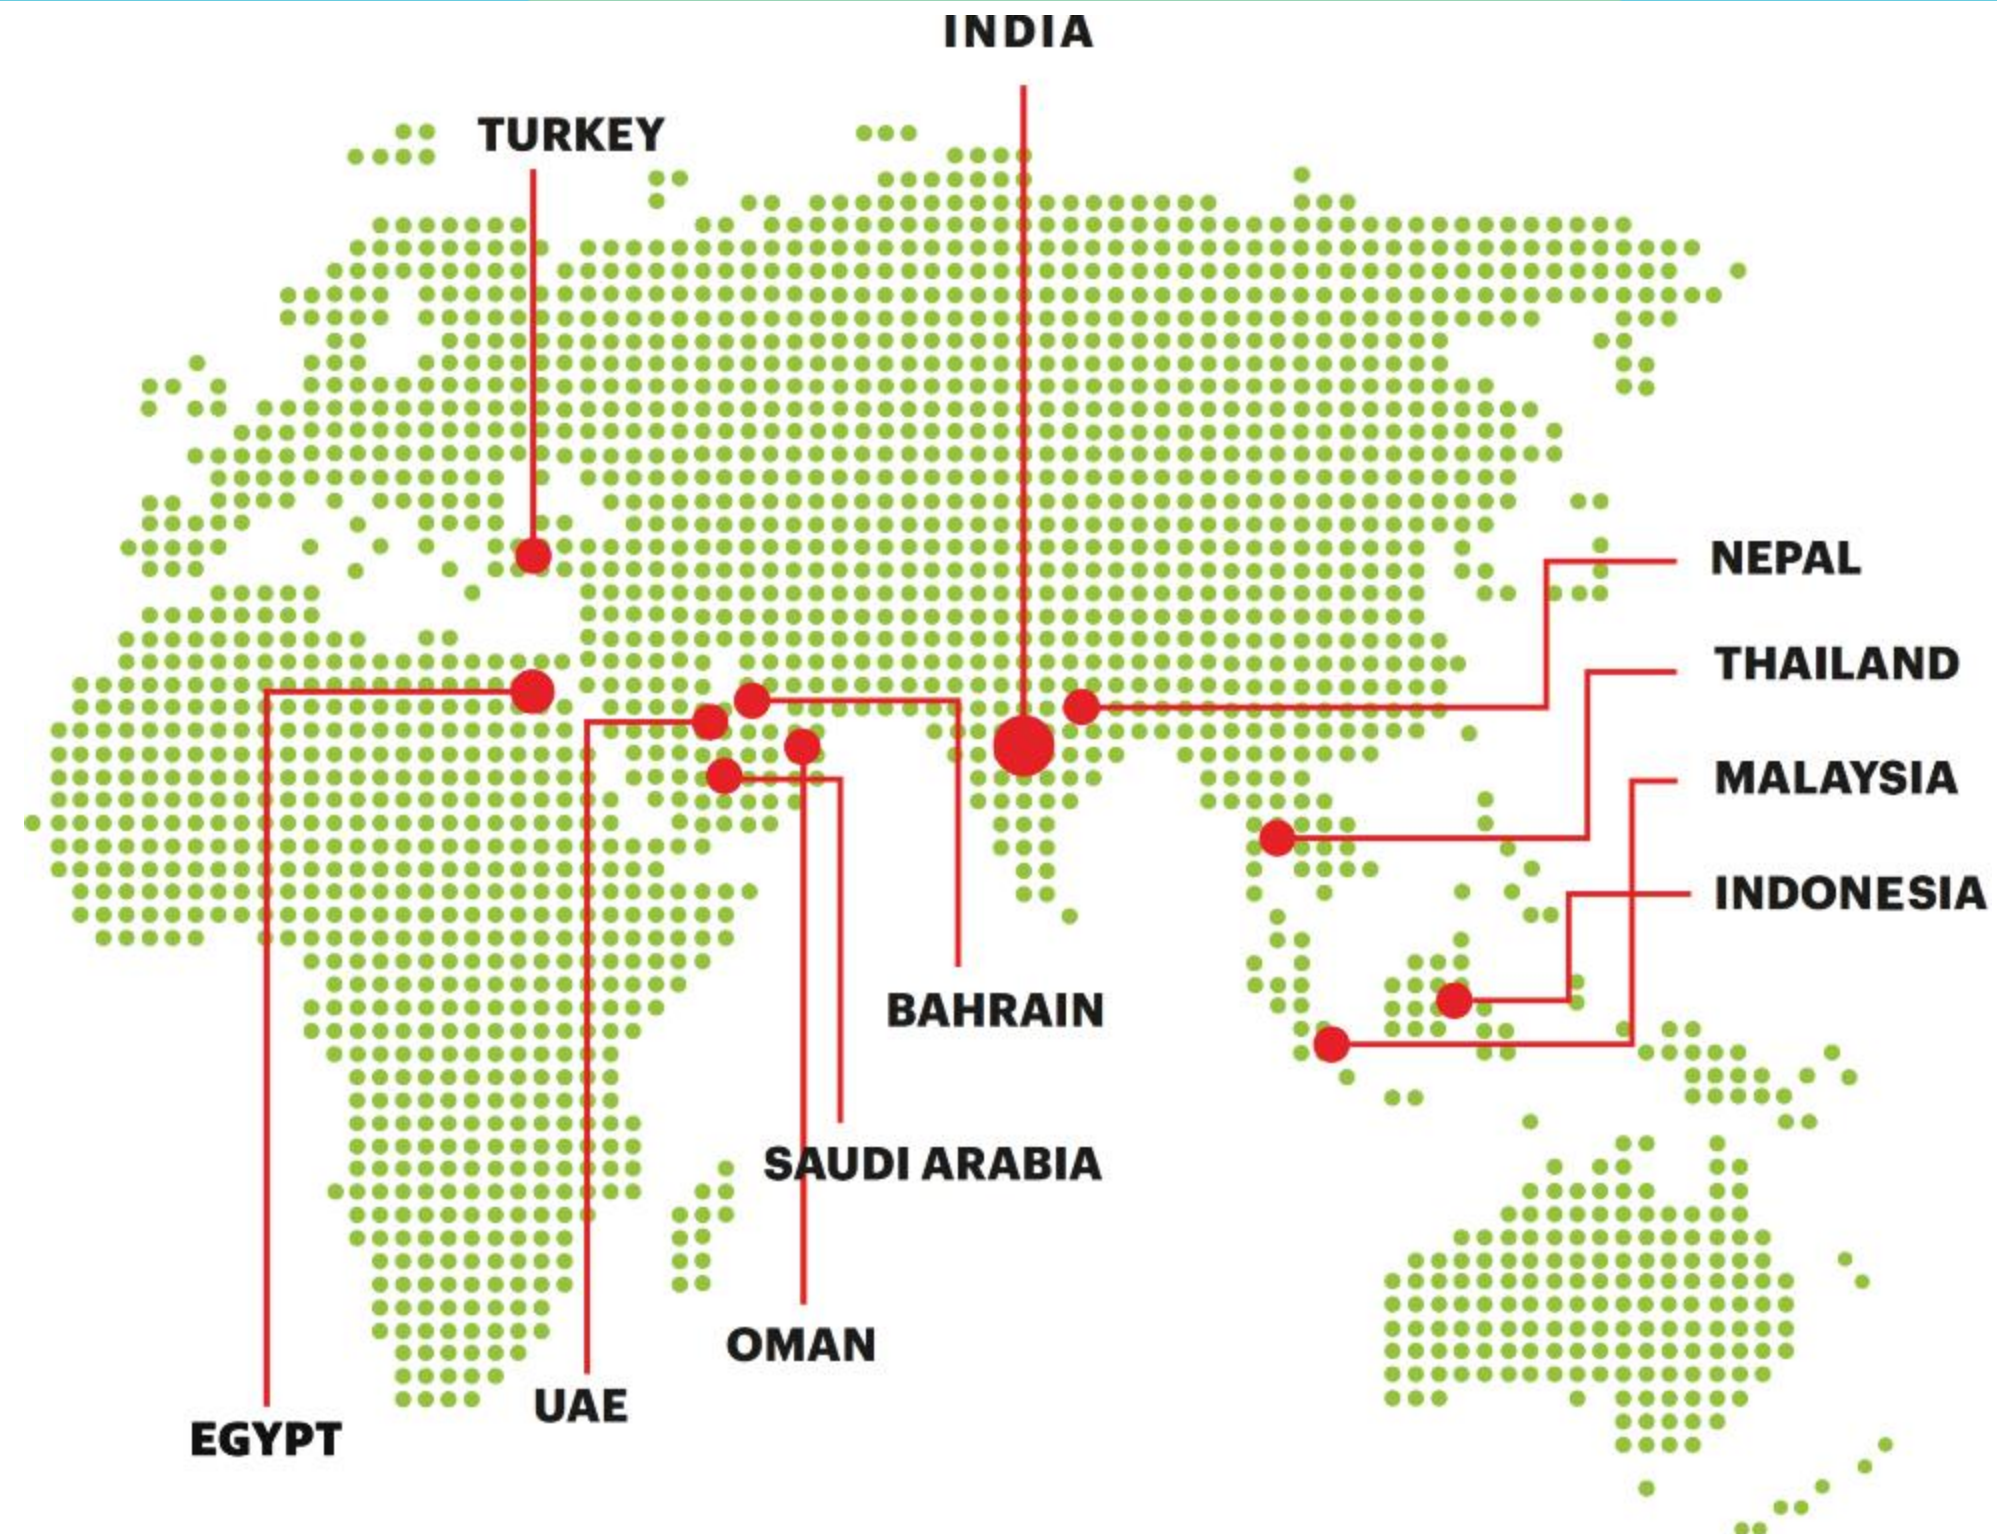 INDIA
TURKEY
NEPAL
THAILAND
MALAYSIA
INDONESIA
BAHRAIN
SAUDI ARABIA
OMAN
UAE
EGYPT